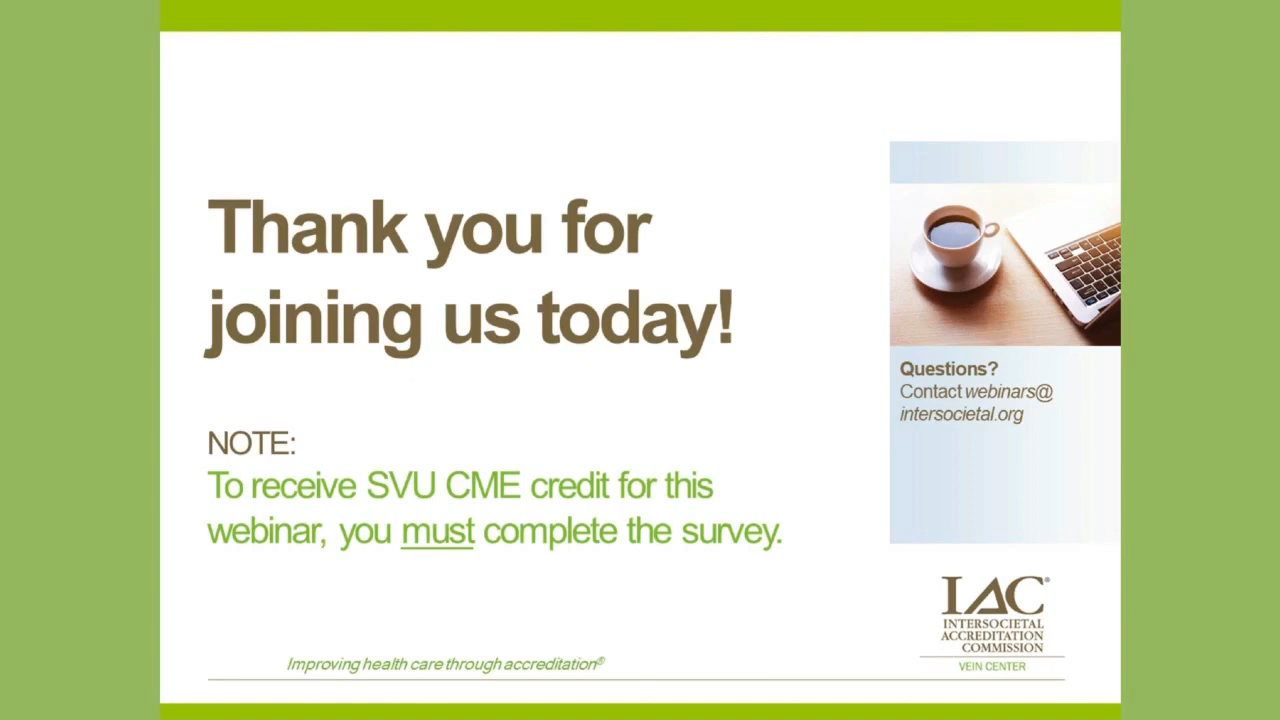 Thank you for
joining us today!
NOTE:
To receive SVU CME credit for this
webinar, you must complete the survey.
Questions?
Contact webinars@
intersocietal.org
IAC®
INTERSOCIETAL
ACCREDITATION
COMMISSION
VEIN CENTER
Improving health care through accreditation®